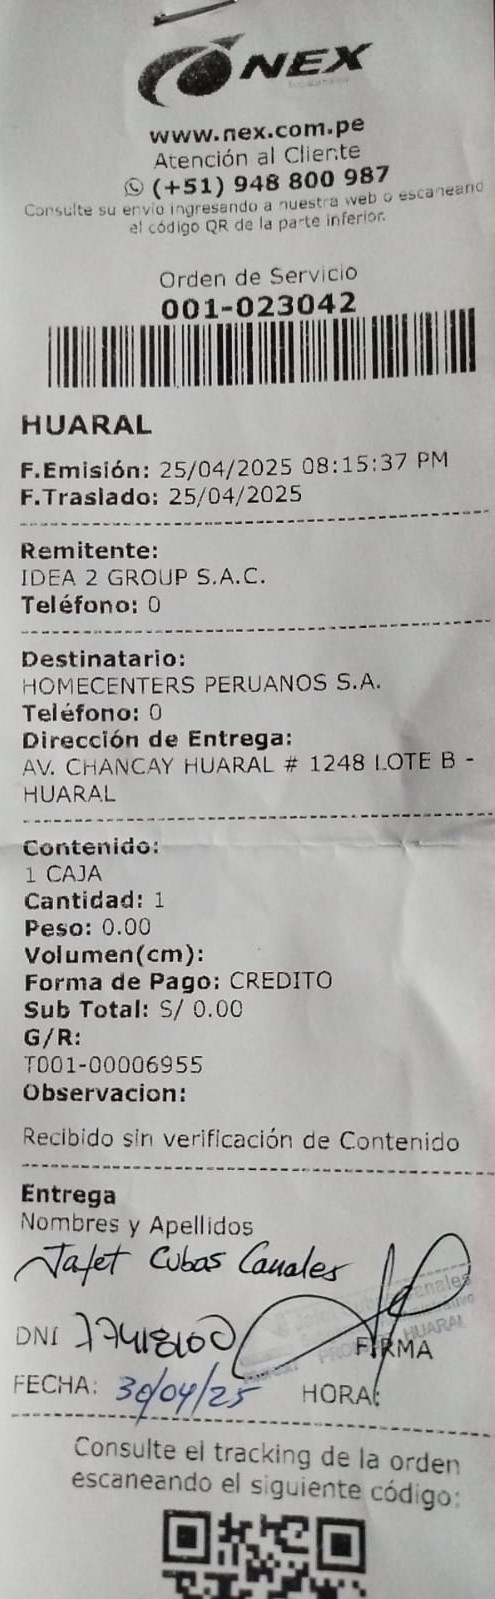 NEX
www.nex.com.pe
Atención al Cliente
(+51) 948 800 987
Consulte su envio ingresando a nuestra web o escaneand
el código QR de la parte inferior.
Orden de Servicio
001-023042
HUARAL
F.Emisión: 25/04/2025 08:15:37 PM
F.Traslado: 25/04/2025
Remitente:
IDEA 2 GROUP S.A.C.
Teléfono: 0
Destinatario:
HOMECENTERS PERUANOS S.A.
Teléfono: 0
Dirección de Entrega:
AV. CHANCAY HUARAL # 1248 LOTE B -
HUARAL
Contenido:
1 CAJA
Cantidad: 1
Peso: 0.00
Volumen(cm):
Forma de Pago: CREDITO
Sub Total: S/ 0.00
G/R:
T001-00006955
Observacion:
Recibido sin verificación de Contenido
Entrega
Nombres y Apellidos
Jafet Cubas Canales
DNI
FIRMA
HUARAL
FECHA: 30/04/25 HORA:
Consulte el tracking de la orden
escaneando el siguiente código: